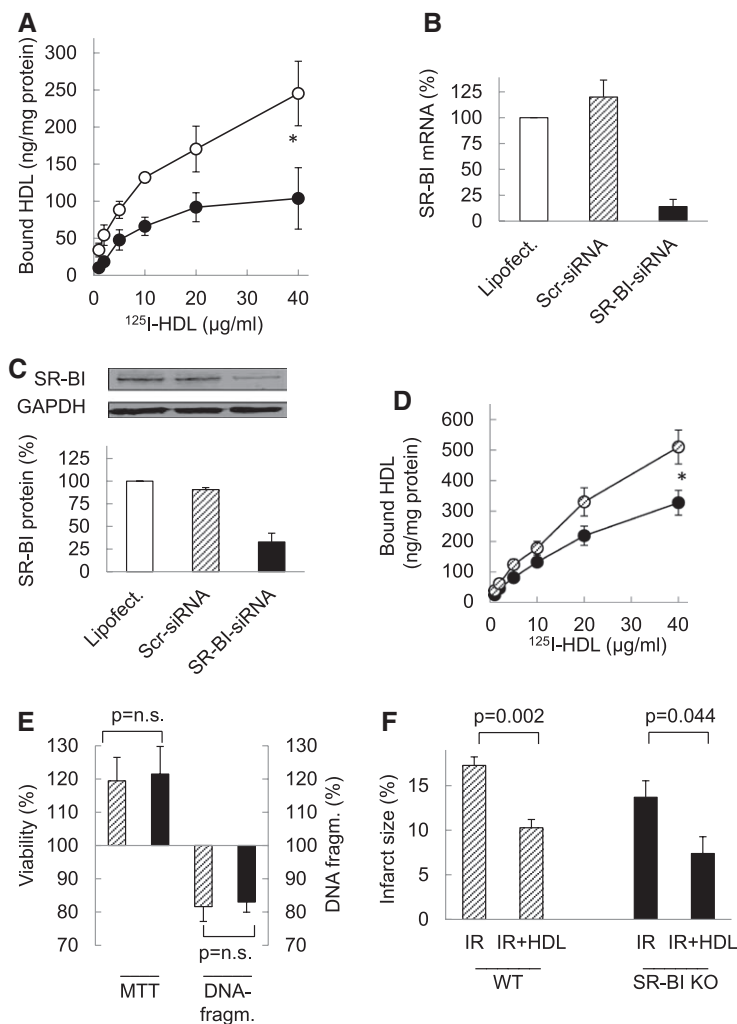 A
Bound HDL (ng/mg protein)
300
250
200
150
100
50
0
*
0 10 20 30 40
¹²⁵I-HDL (µg/ml)
B
SR-BI mRNA (%)
125
100
75
50
25
0
Lipofect.
Scr-siRNA
SR-BI-siRNA
C
SR-BI
GAPDH
SR-BI protein (%)
125
100
75
50
25
0
Lipofect.
Scr-siRNA
SR-BI-siRNA
D
Bound HDL
(ng/mg protein)
600
500
400
300
200
100
0
*
0 10 20 30 40
¹²⁵I-HDL (µg/ml)
E
p=n.s.
Viability (%)
130
120
110
100
90
80
70
130
120
110
100
90
80
70
DNA fragm. (%)
p=n.s.
MTT
DNA-
fragm.
F
p=0.002
p=0.044
Infarct size (%)
15
10
5
0
IR IR+HDL IR IR+HDL
WT SR-BI KO